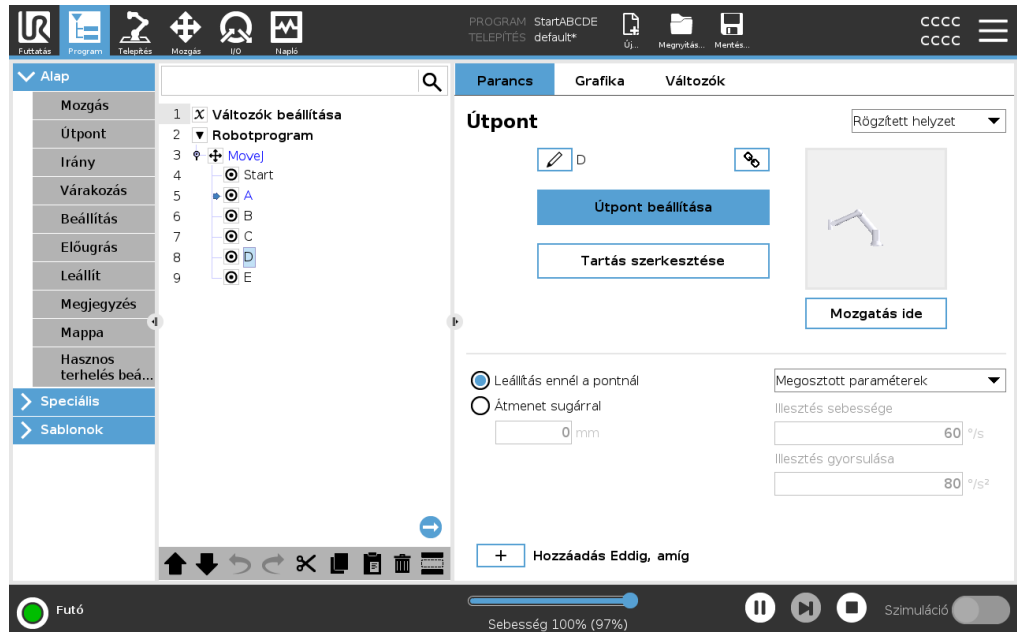 UR
PROGRAM StartABCDE
TELEPÍTÉS default*
CCCC
CCCC
Futtatás Program Telepítés Mozgás I/O Napló Új... Megnyitás... Mentés...
Alap
Mozgás
Útpont
Irány
Várakozás
Beállítás
Előugrás
Leállít
Megjegyzés
Mappa
Hasznos
terhelés beá...
Speciális
Sablonok
1 X Változók beállítása
2 Robotprogram
3 MoveJ
4 Start
5 A
6 B
7 C
8 D
9 E
Parancs Grafika Változók
Útpont
Rögzített helyzet
D
Útpont beállítása
Tartás szerkesztése
Mozgatás ide
Leállítás ennél a pontnál
Átmenet sugárral
0 mm
Megosztott paraméterek
Illesztés sebessége
60 °/s
Illesztés gyorsulása
80 °/s²
+ Hozzáadás Eddig, amíg
Futó
Sebesség 100% (97%)
Szimuláció